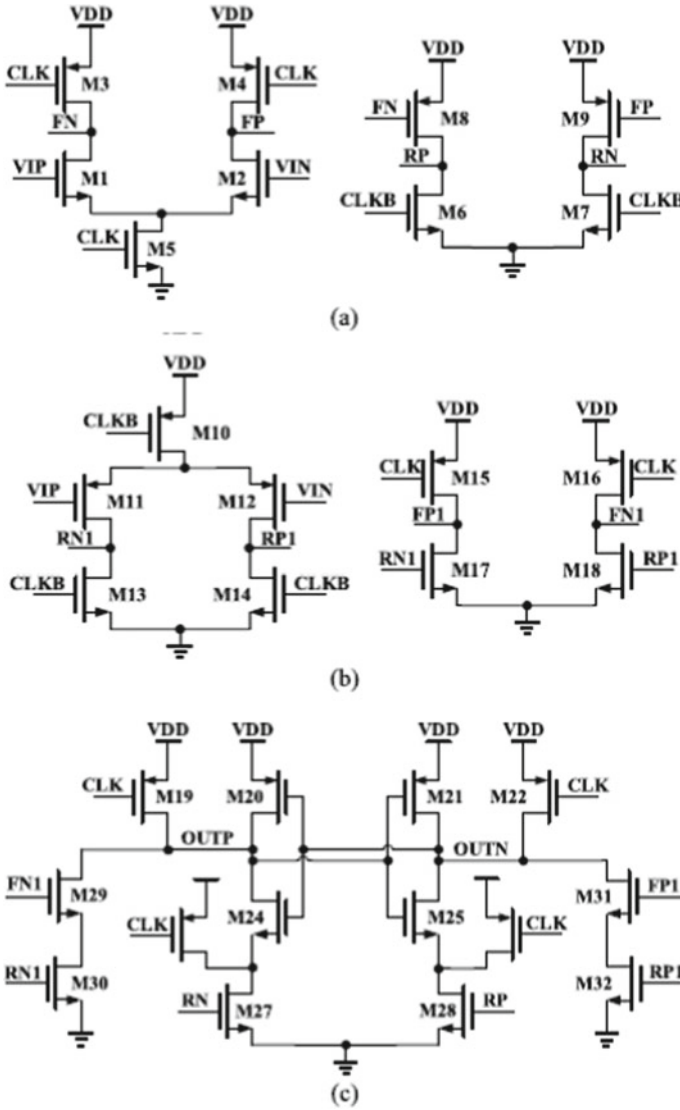 VDD VDD
CLK M3 M4 CLK
FN FP
VIP M1 M2 VIN
CLK M5
VDD VDD
FN M8 M9 FP
RP RN
CLKB M6 M7 CLKB
(a)
VDD
CLKB M10
VIP M11 M12 VIN
RN1 RP1
CLKB M13 M14 CLKB
VDD VDD
CLK M15 M16 CLK
FP1 FN1
RN1 M17 M18 RP1
(b)
VDD VDD VDD VDD
CLK M19 M20 M21 M22 CLK
OUTP OUTN
FN1 M29 M24 M25 M31 FP1
CLK CLK
RN1 M30 M32 RP1
RN M27 M28 RP
(c)